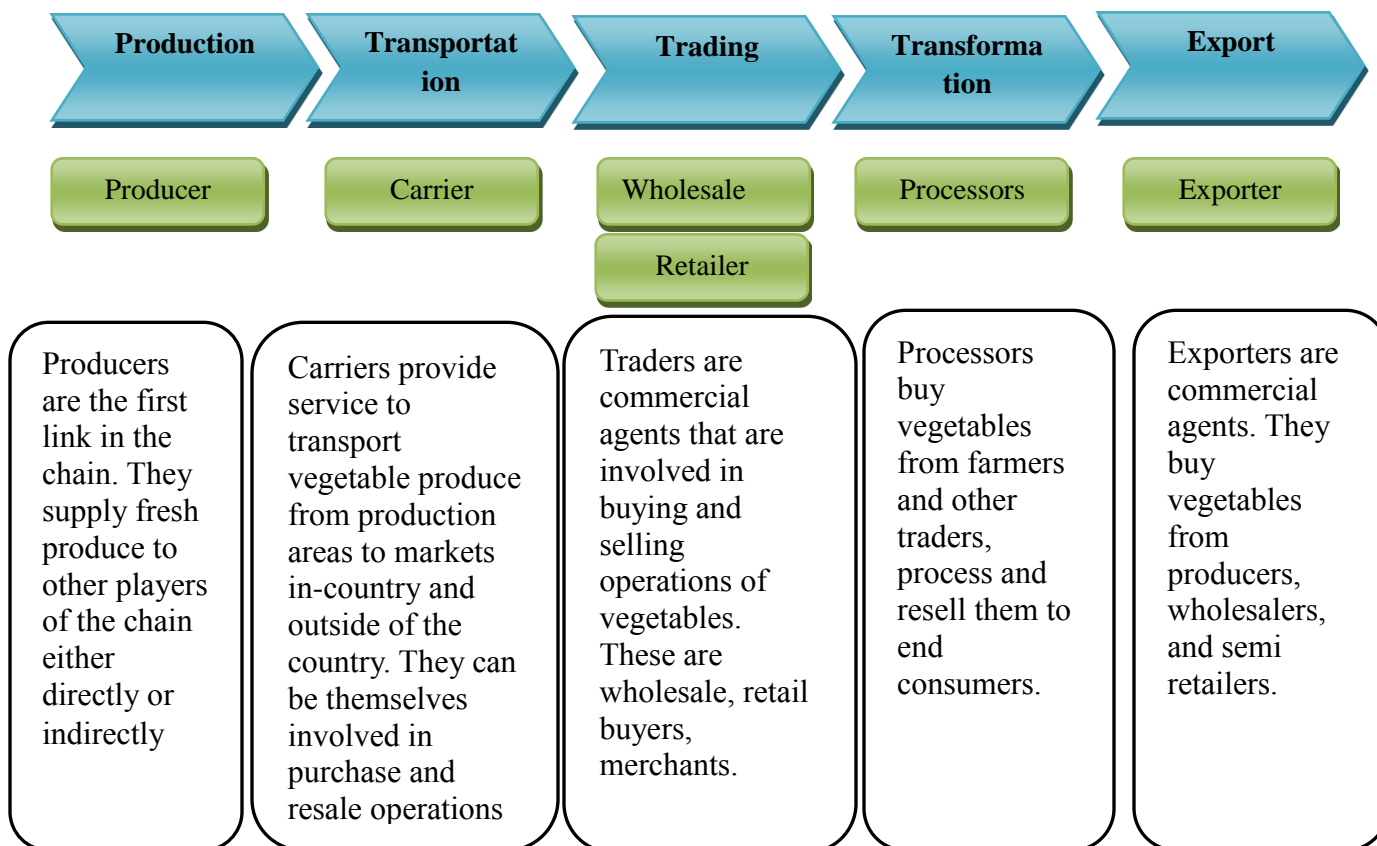 Production
Transportat
ion
Trading
Transforma
tion
Export
Producer
Carrier
Wholesale
Processors
Exporter
Retailer
Producers
are the first
link in the
chain. They
supply fresh
produce to
other players
of the chain
either
directly or
indirectly
Carriers provide
service to
transport
vegetable produce
from production
areas to markets
in-country and
outside of the
country. They can
be themselves
involved in
purchase and
resale operations
Traders are
commercial
agents that are
involved in
buying and
selling
operations of
vegetables.
These are
wholesale, retail
buyers,
merchants.
Processors
buy
vegetables
from farmers
and other
traders,
process and
resell them to
end
consumers.
Exporters are
commercial
agents. They
buy
vegetables
from
producers,
wholesalers,
and semi
retailers.